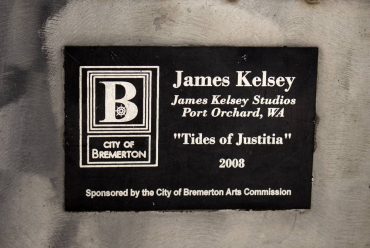 B
CITY OF
BREMERTON
James Kelsey
James Kelsey Studios
Port Orchard, WA
"Tides of Justitia"
2008
Sponsored by the City of Bremerton Arts Commission